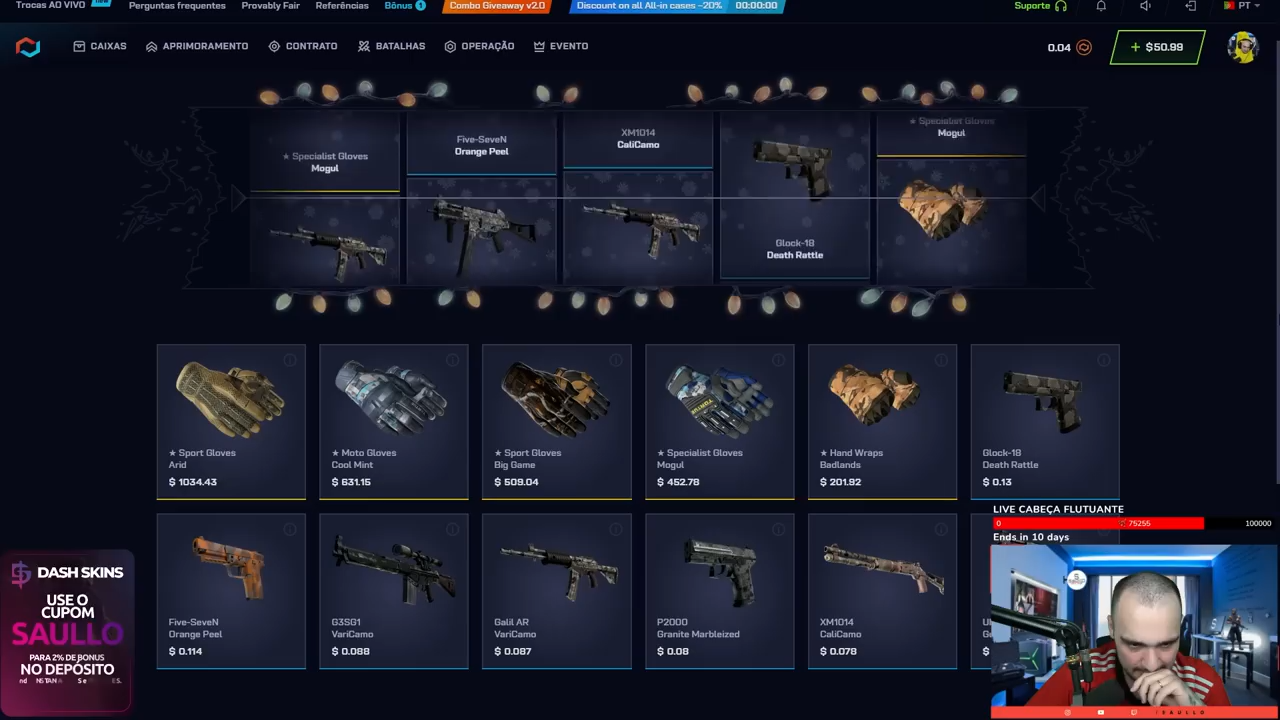 Trocas AO VIVO
new
Perguntas frequentes
Provably Fair
Referências
Bônus 1
Combo Giveaway v2.0
Discount on all All-in cases ~20%
00:00:00
Suporte
PT
CAIXAS
APRIMORAMENTO
CONTRATO
BATALHAS
OPERAÇÃO
EVENTO
0.04
+ $50.99
★ Specialist Gloves
Mogul
Five-SeveN
Orange Peel
XM1014
CaliCamo
Glock-18
Death Rattle
★ Specialist Gloves
Mogul
★ Sport Gloves
Arid
$ 1034.43
★ Moto Gloves
Cool Mint
$ 631.15
★ Sport Gloves
Big Game
$ 509.04
★ Specialist Gloves
Mogul
$ 452.78
★ Hand Wraps
Badlands
$ 201.92
Glock-18
Death Rattle
$ 0.13
Five-SeveN
Orange Peel
$ 0.114
G3SG1
VariCamo
$ 0.088
Galil AR
VariCamo
$ 0.087
P2000
Granite Marbleized
$ 0.08
XM1014
CaliCamo
$ 0.078
$
LIVE CABEÇA FLUTUANTE
0
75255
100000
Ends in 10 days
DASH SKINS
USE O
CUPOM
SAULLO
PARA 2% DE BÔNUS
NO DEPÓSITO
SAULLO